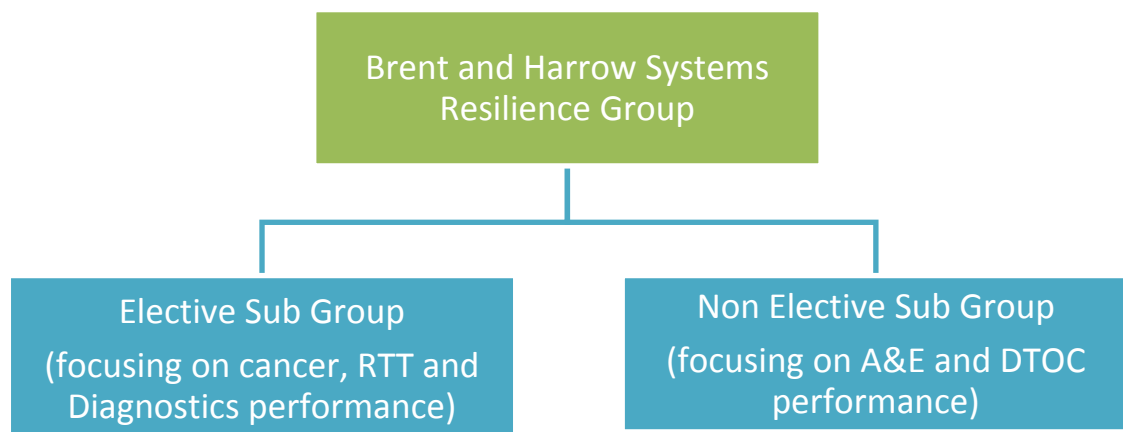 Brent and Harrow Systems
Resilience Group
Elective Sub Group
(focusing on cancer, RTT and
Diagnostics performance)
Non Elective Sub Group
(focusing on A&E and DTOC
performance)